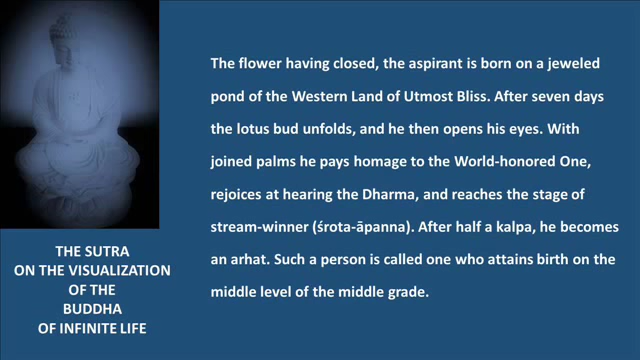 The flower having closed, the aspirant is born on a jeweled
pond of the Western Land of Utmost Bliss. After seven days
the lotus bud unfolds, and he then opens his eyes. With
joined palms he pays homage to the World-honored One,
rejoices at hearing the Dharma, and reaches the stage of
stream-winner (śrota-āpanna). After half a kalpa, he becomes
an arhat. Such a person is called one who attains birth on the
middle level of the middle grade.
THE SUTRA
ON THE VISUALIZATION
OF THE
BUDDHA
OF INFINITE LIFE